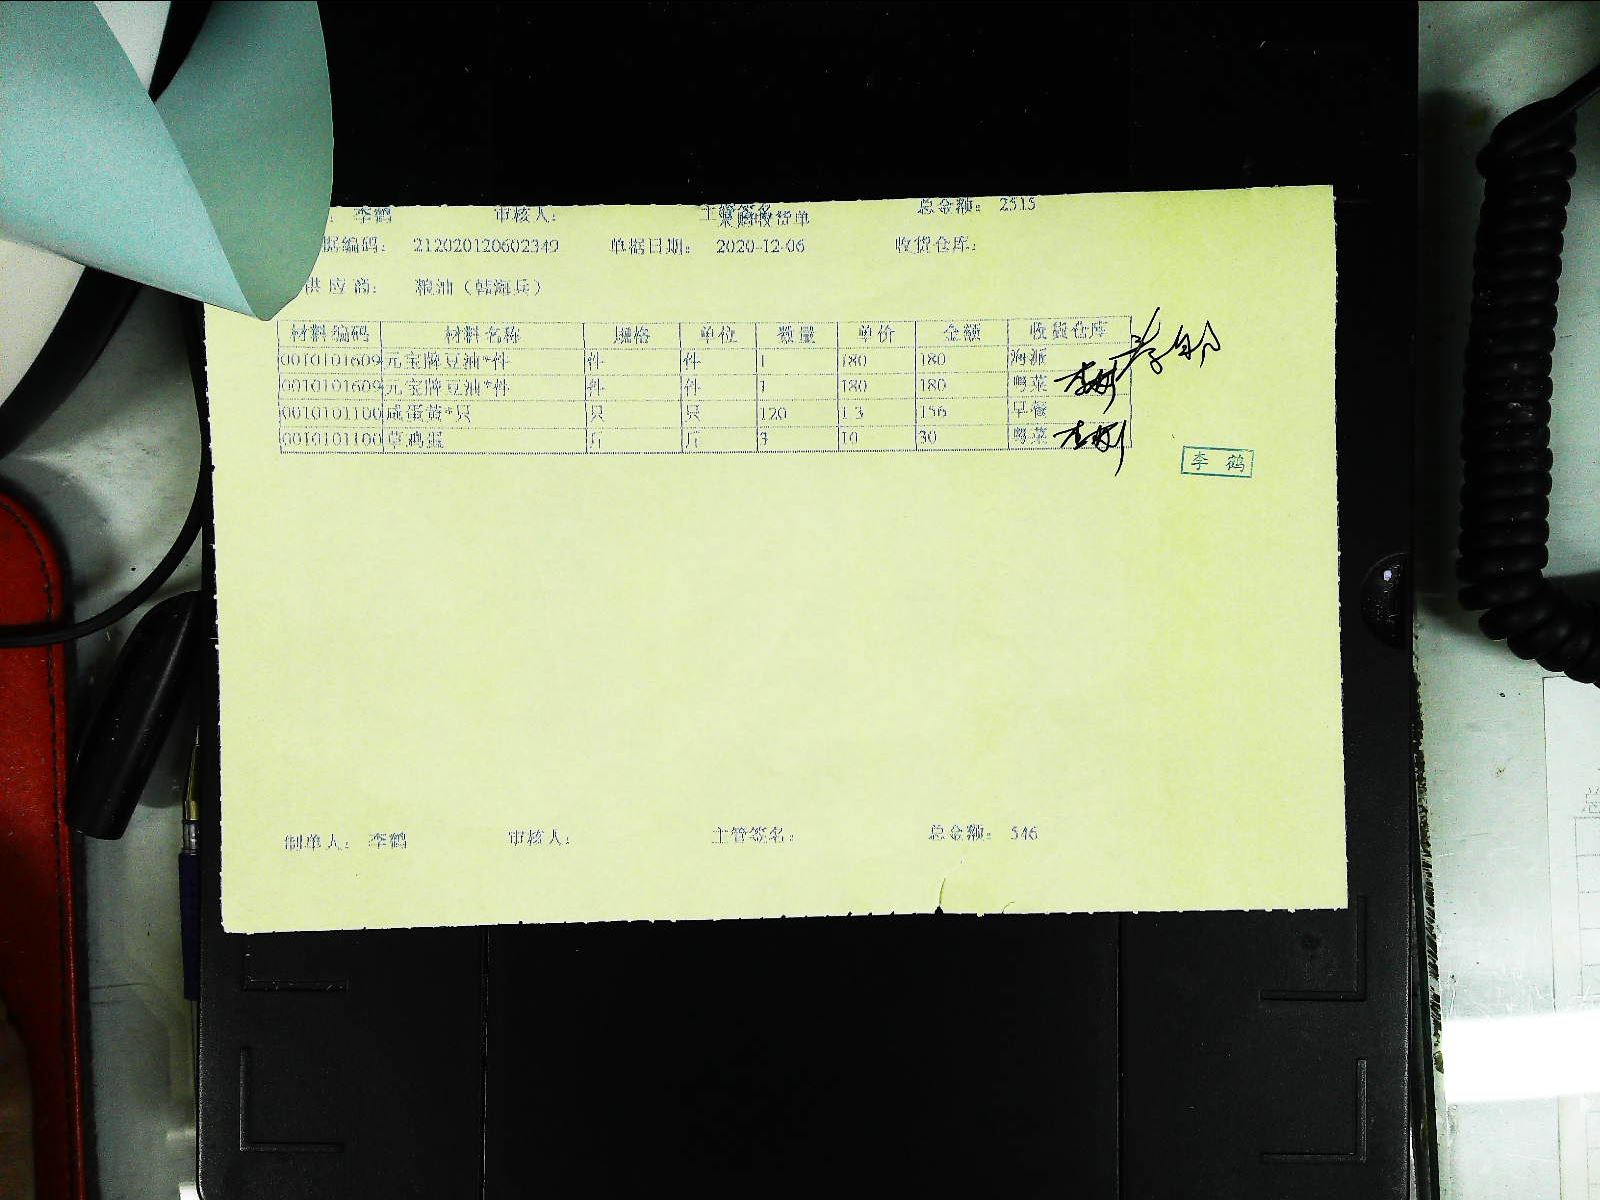 : 李鹤 审核人: 主管签名: 总金额: 2515
采购收货单
据编码: 212020120602349 单据日期: 2020-12-06 收货仓库:
供应商: 粮油（韩海兵）
材料编码 材料名称 规格 单位 数量 单价 金额 收货仓库
0010101609 元宝牌豆油*件 件 件 1 180 180 海派
0010101609 元宝牌豆油*件 件 件 1 180 180 粤菜
0010101100 咸蛋黄*只 只 只 120 1.3 156 早餐
0010101100 草鸡蛋 斤 斤 3 10 30 粤菜
李鹤
制单人: 李鹤 审核人: 主管签名: 总金额: 546